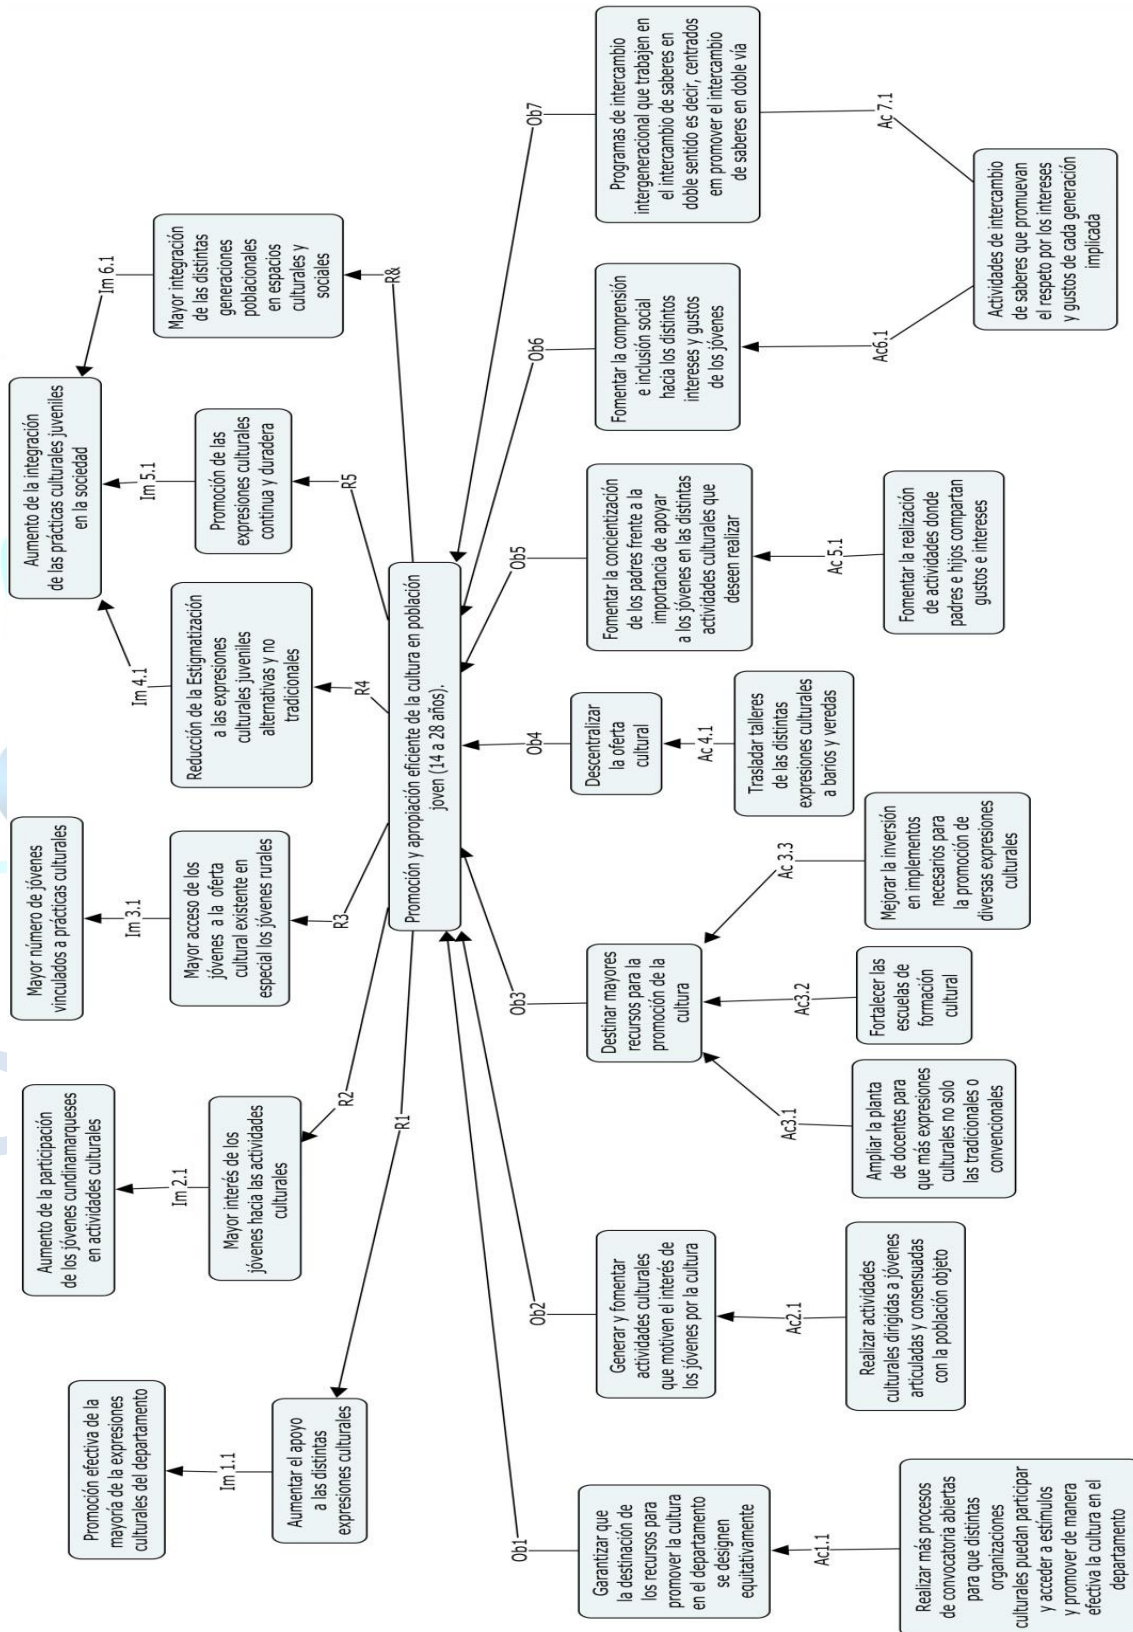 Promoción efectiva de la
mayoría de la expresiones
culturales del departamento
Aumento de la participación
de los jóvenes cundinamarqueses
en actividades culturales
Mayor número de jóvenes
vinculados a prácticas culturales
Aumento de la integración
de las prácticas culturales juveniles
en la sociedad
Im 1.1
Im 2.1
Im 3.1
Im 4.1
Im 5.1
Im 6.1
Aumentar el apoyo
a las distintas
expresiones culturales
Mayor interés de los
jóvenes hacia las actividades
culturales
Mayor acceso de los
jóvenes a la oferta
cultural existente en
especial los jóvenes rurales
Reducción de la Estigmatización
a las expresiones
culturales juveniles
alternativas y no
tradicionales
Promoción de las
expresiones culturales
continua y duradera
Mayor integración
de las distintas
generaciones
poblacionales
en espacios
culturales y
sociales
R1
R2
R3
R4
R5
R&
Promoción y apropiación eficiente de la cultura en población
joven (14 a 28 años).
Ob1
Ob2
Ob3
Ob4
Ob5
Ob6
Ob7
Garantizar que
la destinación de
los recursos para
promover la cultura
en el departamento
se designen
equitativamente
Generar y fomentar
actividades culturales
que motiven el interés de
los jóvenes por la cultura
Destinar mayores
recursos para la
promoción de la
cultura
Descentralizar
la oferta
cultural
Fomentar la concientización
de los padres frente a la
importancia de apoyar
a los jóvenes en las distintas
actividades culturales que
deseen realizar
Fomentar la comprensión
e inclusión social
hacia los distintos
intereses y gustos
de los jóvenes
Programas de intercambio
intergeneracional que trabajen en
el intercambio de saberes en
doble sentido es decir, centrados
em promover el intercambio
de saberes en doble vía
Ac1.1
Ac2.1
Ac3.1
Ac3.2
Ac 3.3
Ac 4.1
Ac 5.1
Ac6.1
Ac 7.1
Realizar más procesos
de convocatoria abiertas
para que distintas
organizaciones
culturales puedan participar
y acceder a estímulos
y promover de manera
efectiva la cultura en el
departamento
Realizar actividades
culturales dirigidas a jóvenes
articuladas y consensuadas
con la población objeto
Ampliar la planta
de docentes para
que más expresiones
culturales no solo
las tradicionales o
convencionales
Fortalecer las
escuelas de
formación
cultural
Mejorar la inversión
en implementos
necesarios para
la promoción de
diversas expresiones
culturales
Trasladar talleres
de las distintas
expresiones culturales
a barios y veredas
Fomentar la realización
de actividades donde
padres e hijos compartan
gustos e intereses
Actividades de intercambio
de saberes que promuevan
el respeto por los intereses
y gustos de cada generación
implicada